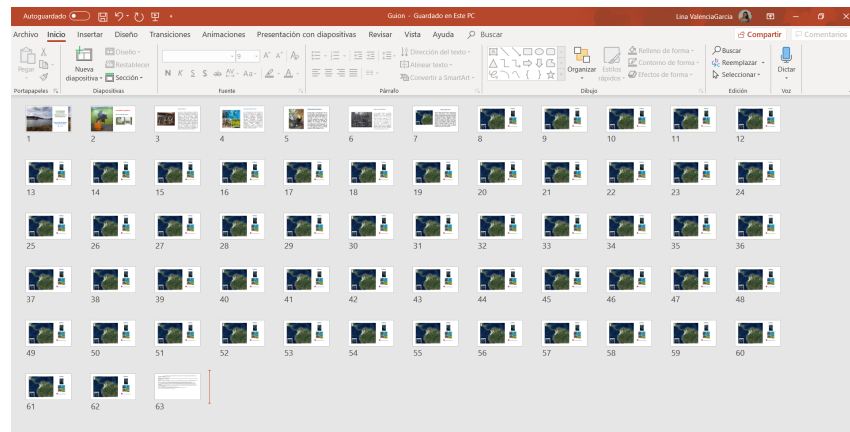 Autoguardado
Guion - Guardado en Este PC
Lina ValenciaGarcia
Archivo Inicio Insertar Diseño Transiciones Animaciones Presentación con diapositivas Revisar Vista Ayuda Buscar
Compartir Comentarios
Pegar
Nueva diapositiva
Diseño
Restablecer
Sección
9
N K S S ab AV Aa A
Dirección del texto
Alinear texto
Convertir a SmartArt
Organizar
Estilos rápidos
Relleno de forma
Contorno de forma
Efectos de forma
Buscar
Reemplazar
Seleccionar
Dictar
Portapapeles Diapositivas Fuente Párrafo Dibujo Edición Voz
1 2 3 4 5 6 7 8 9 10 11 12
13 14 15 16 17 18 19 20 21 22 23 24
25 26 27 28 29 30 31 32 33 34 35 36
37 38 39 40 41 42 43 44 45 46 47 48
49 50 51 52 53 54 55 56 57 58 59 60
61 62 63